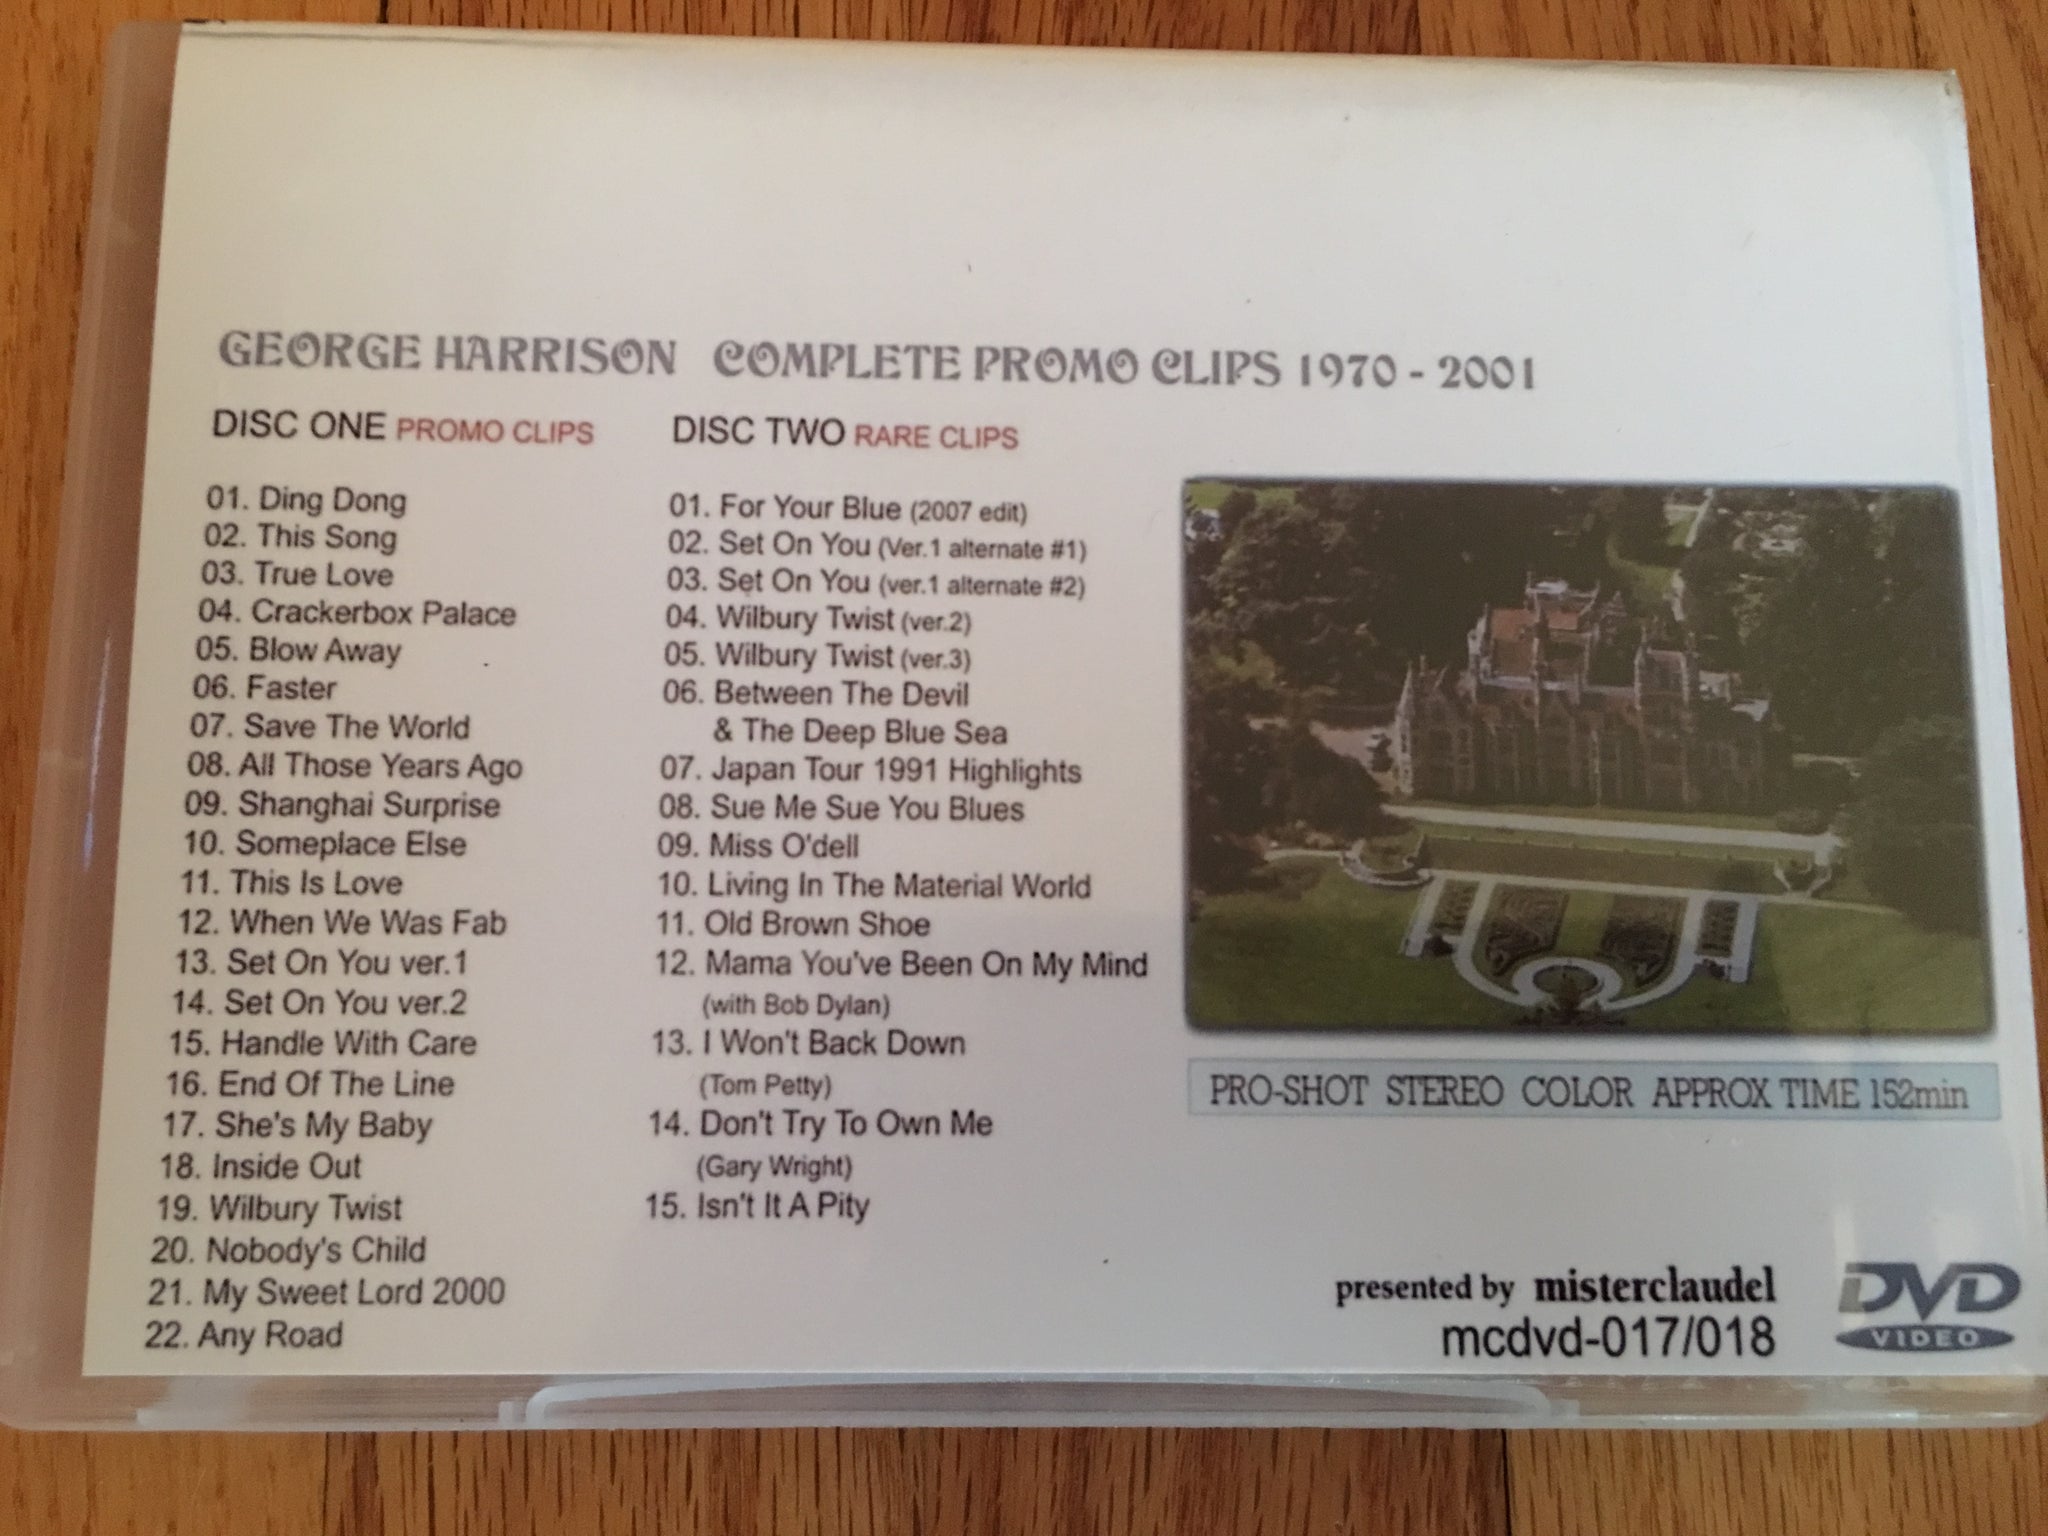 GEORGE HARRISON COMPLETE PROMO CLIPS 1970 - 2001
DISC ONE PROMO CLIPS
01. Ding Dong
02. This Song
03. True Love
04. Crackerbox Palace
05. Blow Away
06. Faster
07. Save The World
08. All Those Years Ago
09. Shanghai Surprise
10. Someplace Else
11. This Is Love
12. When We Was Fab
13. Set On You ver.1
14. Set On You ver.2
15. Handle With Care
16. End Of The Line
17. She's My Baby
18. Inside Out
19. Wilbury Twist
20. Nobody's Child
21. My Sweet Lord 2000
22. Any Road
DISC TWO RARE CLIPS
01. For Your Blue (2007 edit)
02. Set On You (Ver.1 alternate #1)
03. Set On You (ver.1 alternate #2)
04. Wilbury Twist (ver.2)
05. Wilbury Twist (ver.3)
06. Between The Devil
& The Deep Blue Sea
07. Japan Tour 1991 Highlights
08. Sue Me Sue You Blues
09. Miss O'dell
10. Living In The Material World
11. Old Brown Shoe
12. Mama You've Been On My Mind
(with Bob Dylan)
13. I Won't Back Down
(Tom Petty)
14. Don't Try To Own Me
(Gary Wright)
15. Isn't It A Pity
PRO-SHOT STEREO COLOR APPROX TIME 152min
presented by misterclaudel
mcdvd-017/018
DVD
VIDEO